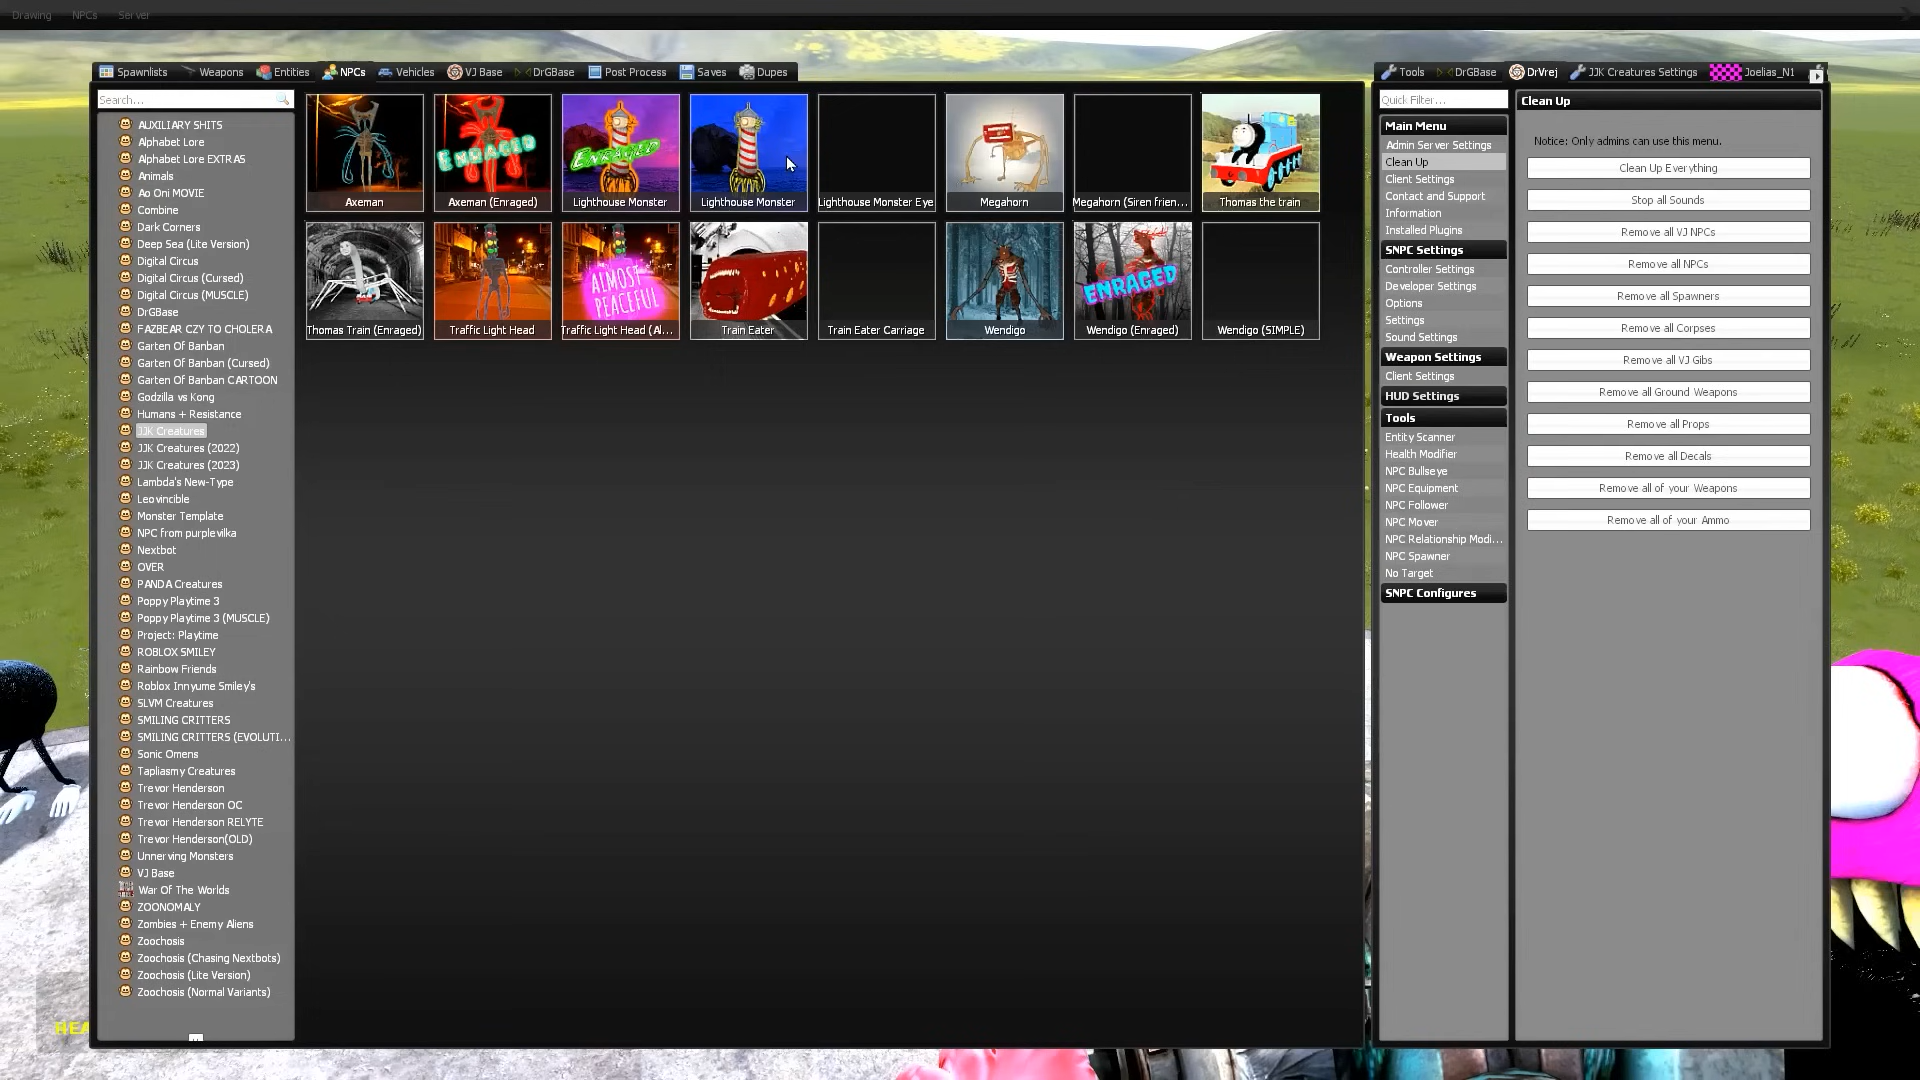 Drawing NPCs Server
Spawnlists Weapons Entities NPCs Vehicles VJ Base DrGBase Post Process Saves Dupes
Search...
AUXILIARY SHITS
Alphabet Lore
Alphabet Lore EXTRAS
Animals
Ao Oni MOVIE
Combine
Dark Corners
Deep Sea (Lite Version)
Digital Circus
Digital Circus (Cursed)
Digital Circus (MUSCLE)
DrGBase
FAZBEAR CZY TO CHOLERA
Garten Of Banban
Garten Of Banban (Cursed)
Garten Of Banban CARTOON
Godzilla vs Kong
Humans + Resistance
JJK Creatures
JJK Creatures (2022)
JJK Creatures (2023)
Lambda's New-Type
Leovincible
Monster Template
NPC from purplevilka
Nextbot
OVER
PANDA Creatures
Poppy Playtime 3
Poppy Playtime 3 (MUSCLE)
Project: Playtime
ROBLOX SMILEY
Rainbow Friends
Roblox Innyume Smiley's
SLVM Creatures
SMILING CRITTERS
SMILING CRITTERS (EVOLUTI...
Sonic Omens
Tapliasmy Creatures
Trevor Henderson
Trevor Henderson OC
Trevor Henderson RELYTE
Trevor Henderson(OLD)
Unnerving Monsters
VJ Base
War Of The Worlds
ZOONOMALY
Zombies + Enemy Aliens
Zoochosis
Zoochosis (Chasing Nextbots)
Zoochosis (Lite Version)
Zoochosis (Normal Variants)
ENRAGED
ENRAGED
Axeman Axeman (Enraged) Lighthouse Monster Lighthouse Monster Lighthouse Monster Eye Megahorn Megahorn (Siren frien... Thomas the train
ALMOST
PEACEFUL
ENRAGED
Thomas Train (Enraged) Traffic Light Head Traffic Light Head (Al... Train Eater Train Eater Carriage Wendigo Wendigo (Enraged) Wendigo (SIMPLE)
Tools DrGBase DrVrej JJK Creatures Settings Joelias_N1
Quick Filter...
Main Menu
Admin Server Settings
Clean Up
Client Settings
Contact and Support
Information
Installed Plugins
SNPC Settings
Controller Settings
Developer Settings
Options
Settings
Sound Settings
Weapon Settings
Client Settings
HUD Settings
Tools
Entity Scanner
Health Modifier
NPC Bullseye
NPC Equipment
NPC Follower
NPC Mover
NPC Relationship Modi...
NPC Spawner
No Target
SNPC Configures
Clean Up
Notice: Only admins can use this menu.
Clean Up Everything
Stop all Sounds
Remove all VJ NPCs
Remove all NPCs
Remove all Spawners
Remove all Corpses
Remove all VJ Gibs
Remove all Ground Weapons
Remove all Props
Remove all Decals
Remove all of your Weapons
Remove all of your Ammo
HEA